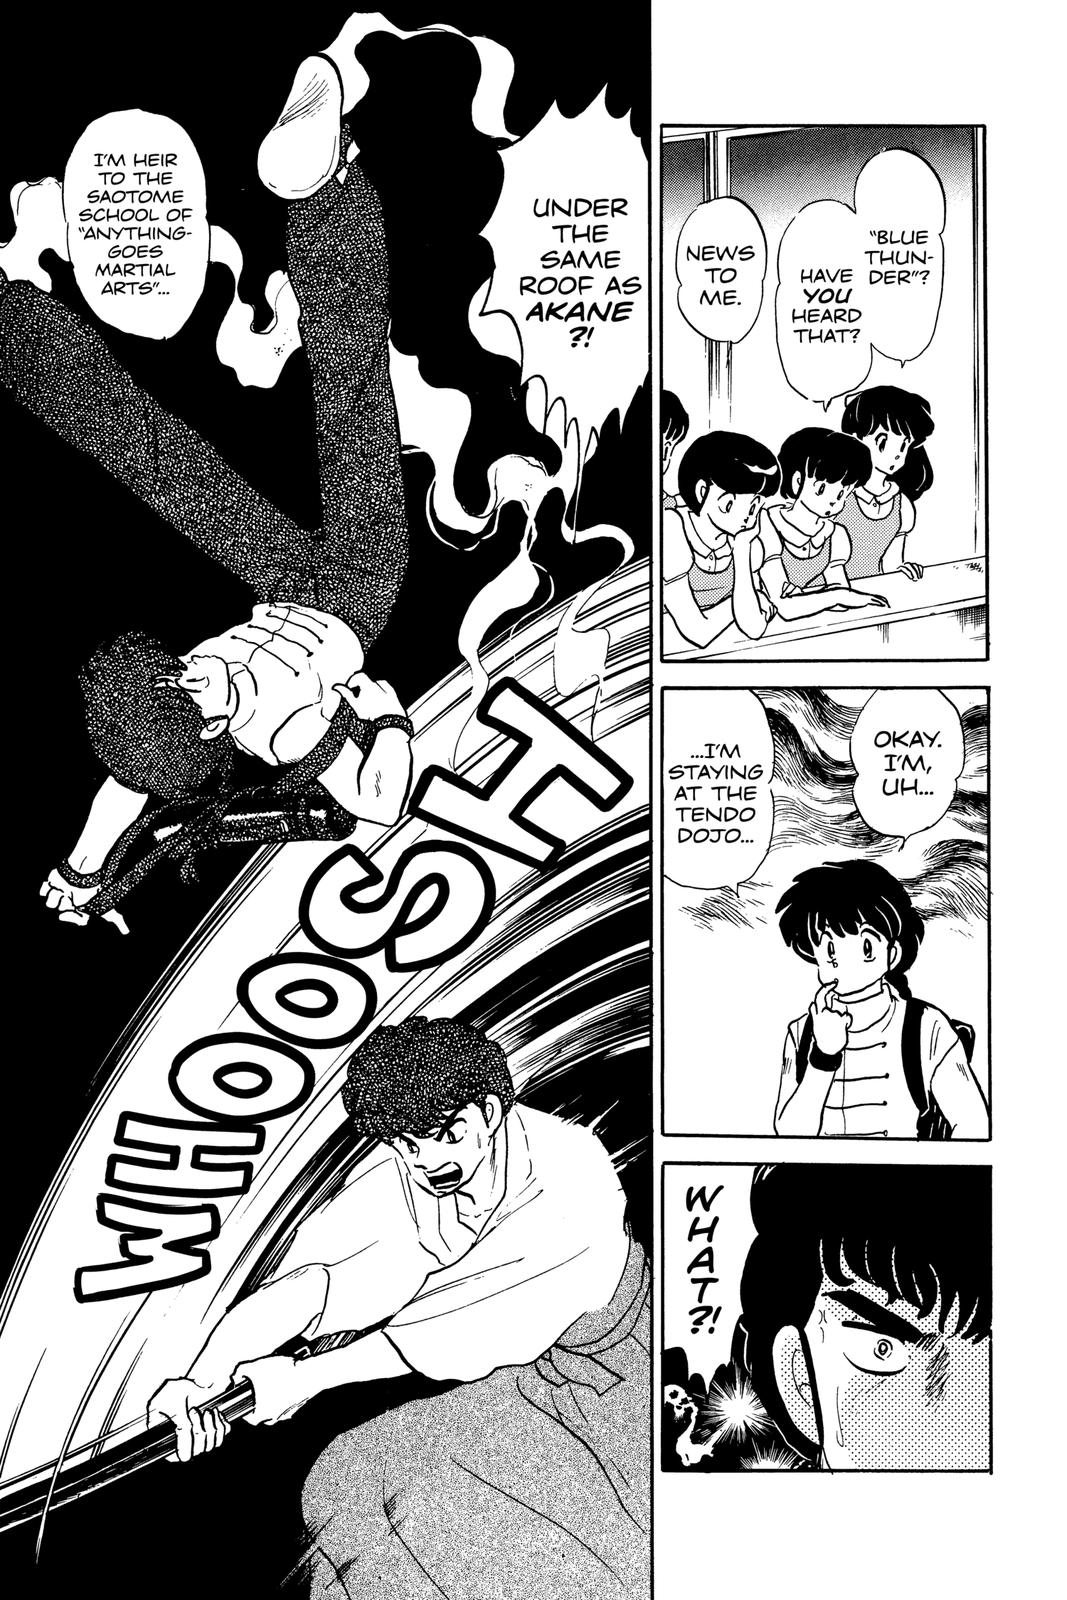 "BLUE
THUN-
DER"?
HAVE
YOU
HEARD
THAT?
NEWS
TO
ME.
OKAY.
I'M,
UH...
...I'M
STAYING
AT THE
TENDO
DOJO...
WHAT?!
UNDER
THE
SAME
ROOF AS
AKANE
?!
I'M HEIR
TO THE
SAOTOME
SCHOOL OF
"ANYTHING-
GOES
MARTIAL
ARTS"...
WHOOSH